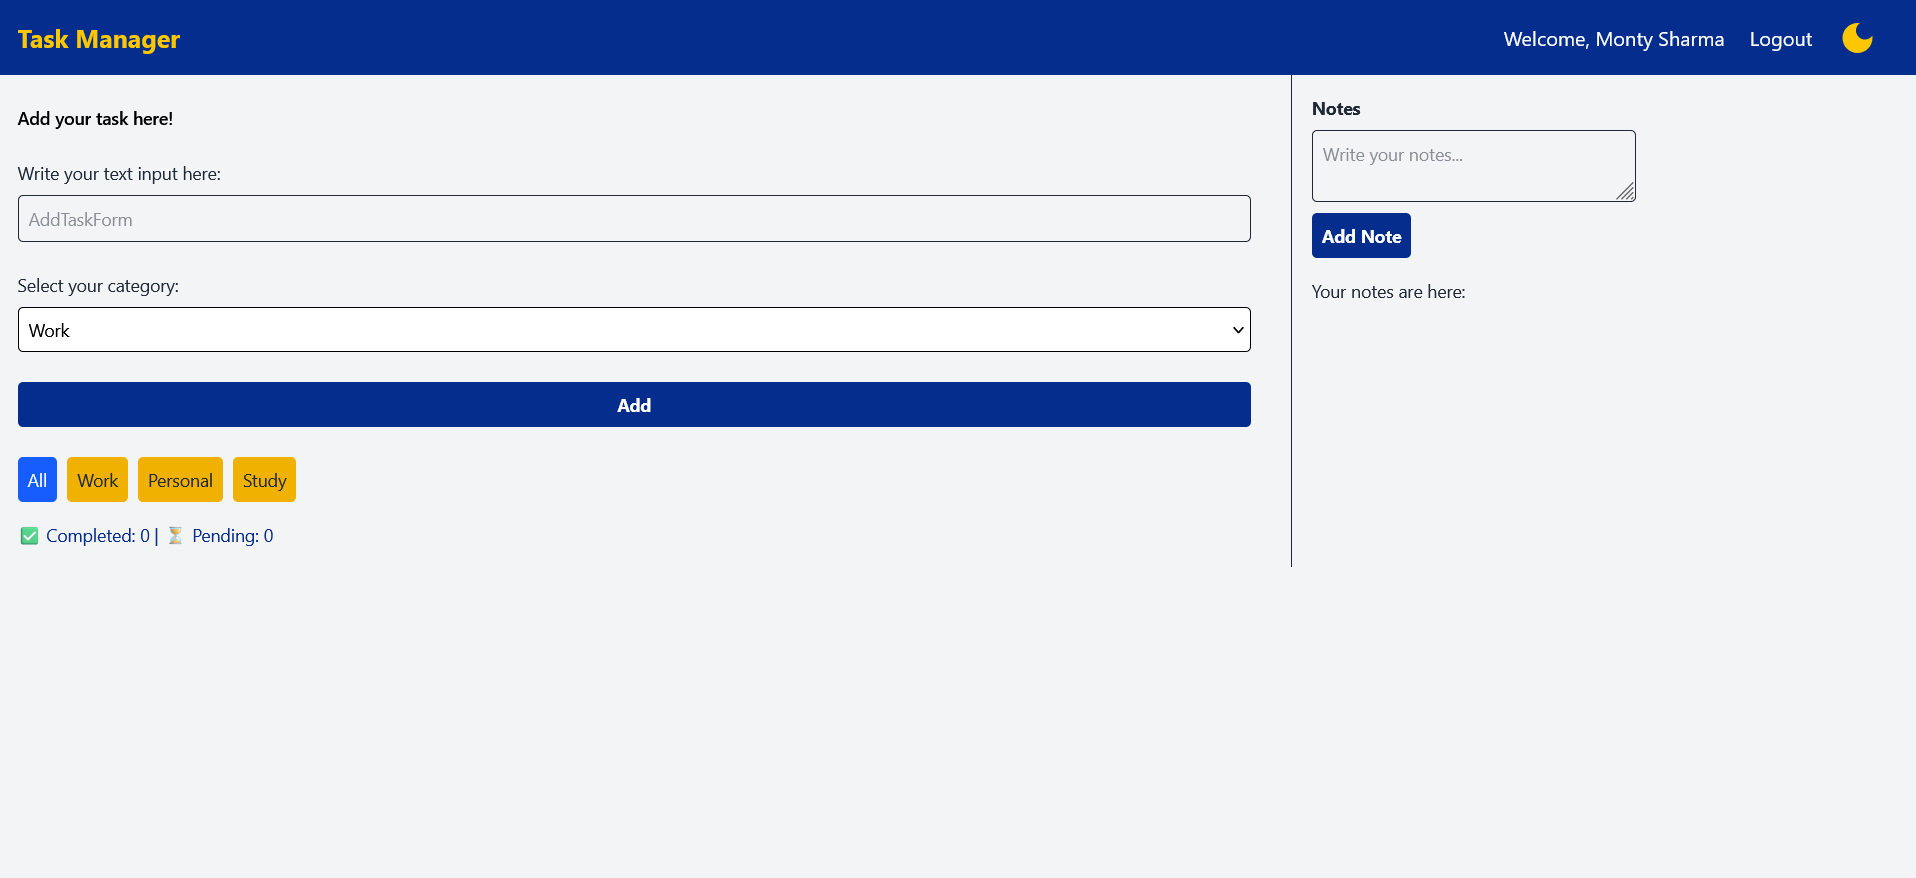 Task Manager
Welcome, Monty Sharma
Logout
Add your task here!
Write your text input here:
AddTaskForm
Select your category:
Work
Add
All
Work
Personal
Study
✅ Completed: 0 | ⏳ Pending: 0
Notes
Write your notes...
Add Note
Your notes are here: